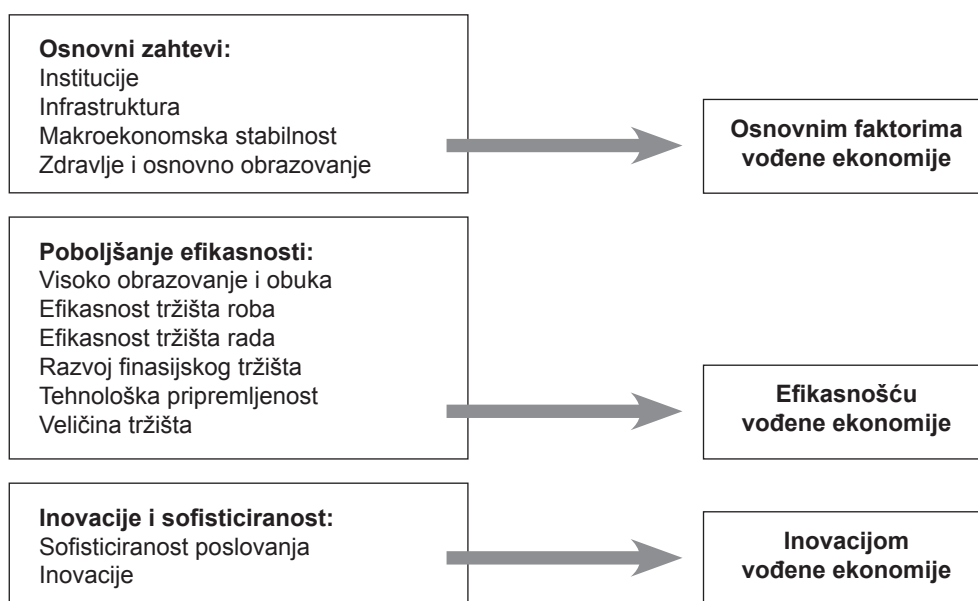 Osnovni zahtevi:
Institucije
Infrastruktura
Makroekonomska stabilnost
Zdravlje i osnovno obrazovanje
Osnovnim faktorima
vođene ekonomije
Poboljšanje efikasnosti:
Visoko obrazovanje i obuka
Efikasnost tržišta roba
Efikasnost tržišta rada
Razvoj finasijskog tržišta
Tehnološka pripremljenost
Veličina tržišta
Efikasnošću
vođene ekonomije
Inovacije i sofisticiranost:
Sofisticiranost poslovanja
Inovacije
Inovacijom
vođene ekonomije